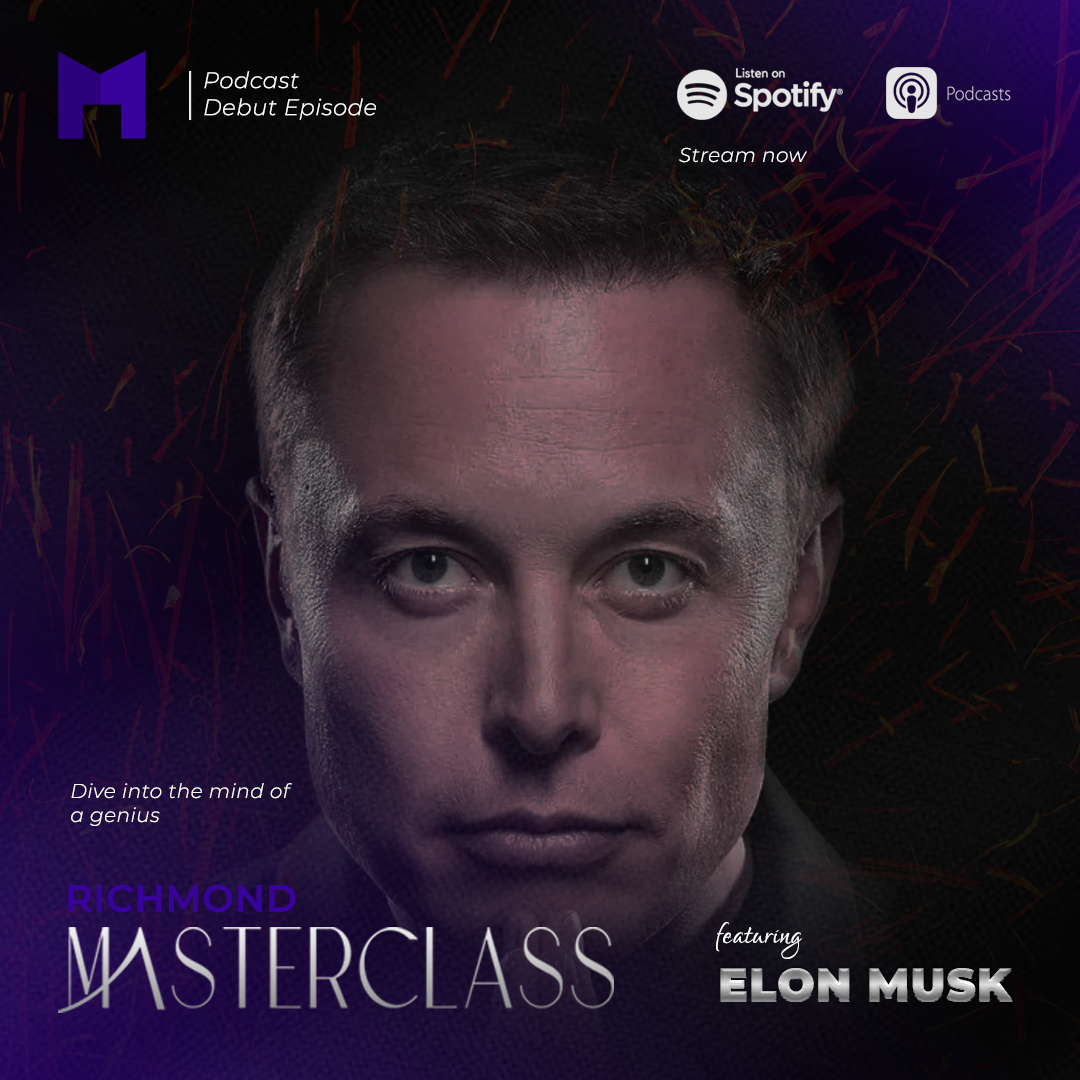 Podcast
Debut Episode
Listen on
Spotify®
Podcasts
Stream now
Dive into the mind of
a genius
RICHMOND
MASTERCLASS
featuring
ELON MUSK